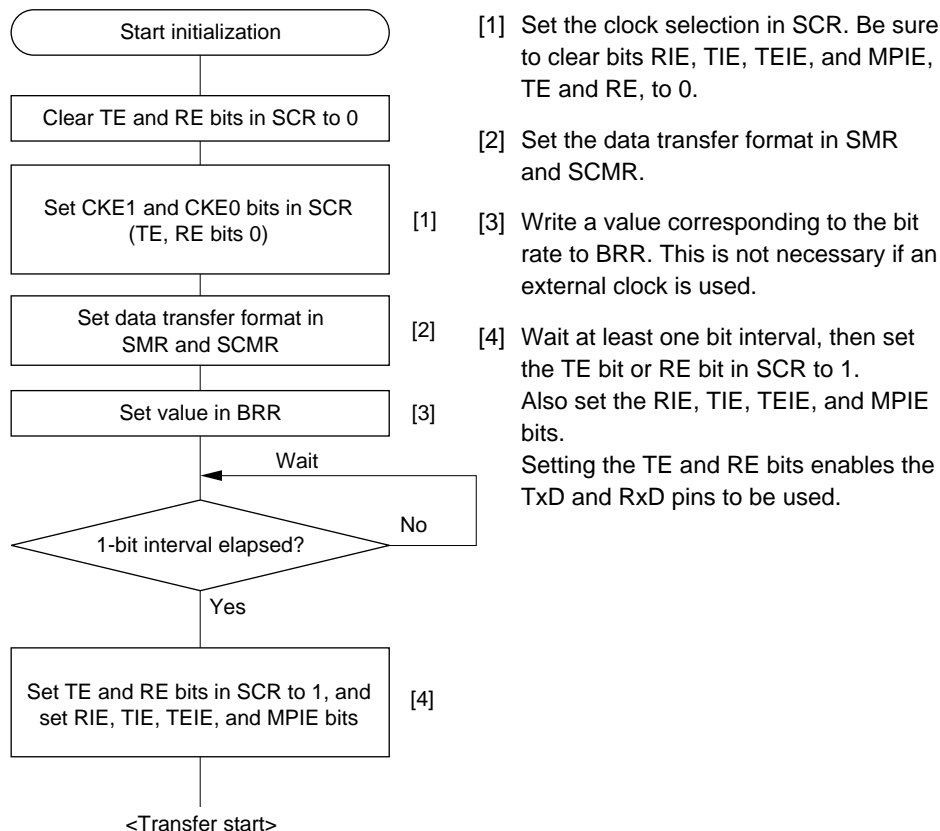 Start initialization
Clear TE and RE bits in SCR to 0
Set CKE1 and CKE0 bits in SCR
(TE, RE bits 0)
[1]
Set data transfer format in
SMR and SCMR
[2]
Set value in BRR
[3]
Wait
1-bit interval elapsed?
No
Yes
Set TE and RE bits in SCR to 1, and
set RIE, TIE, TEIE, and MPIE bits
[4]
<Transfer start>
[1] Set the clock selection in SCR. Be sure
to clear bits RIE, TIE, TEIE, and MPIE,
TE and RE, to 0.
[2] Set the data transfer format in SMR
and SCMR.
[3] Write a value corresponding to the bit
rate to BRR. This is not necessary if an
external clock is used.
[4] Wait at least one bit interval, then set
the TE bit or RE bit in SCR to 1.
Also set the RIE, TIE, TEIE, and MPIE
bits.
Setting the TE and RE bits enables the
TxD and RxD pins to be used.